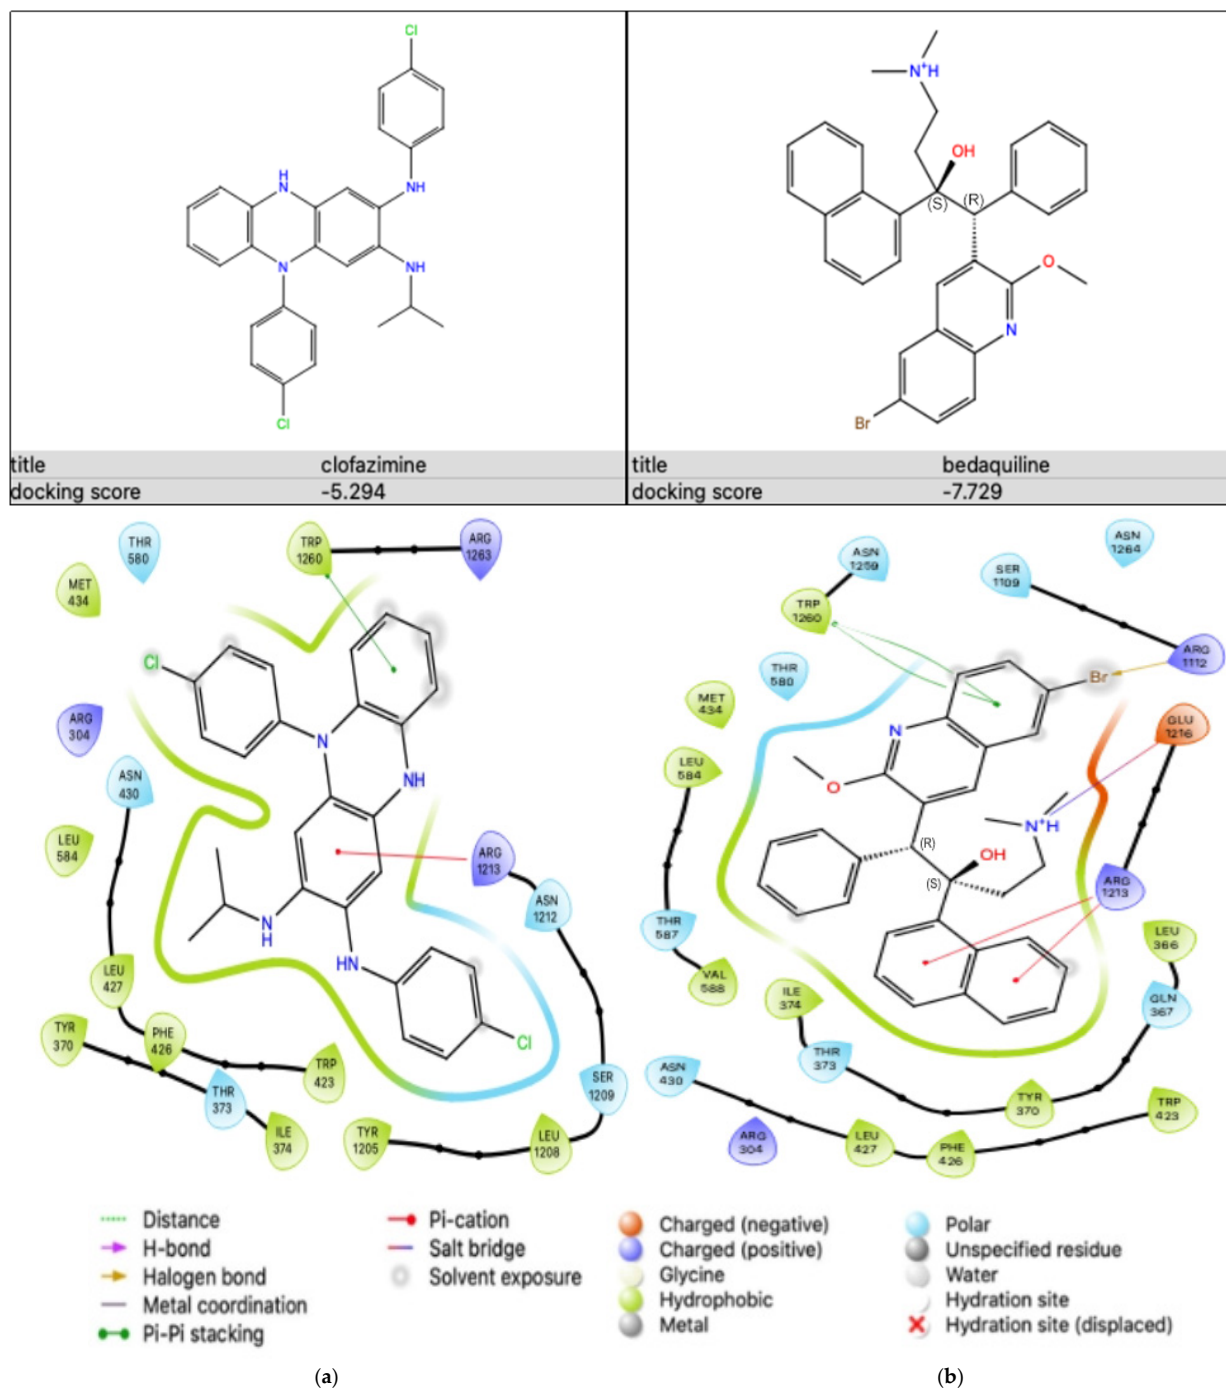 Cl
H
N
NH
N
NH
Cl
title clofazimine
docking score -5.294
N⁺H
OH
(S)
(R)
O
N
Br
title bedaquiline
docking score -7.729
THR
580
TRP
1260
ARG
1263
MET
434
Cl
ARG
304
N
NH
ASN
430
LEU
584
ARG
1213
ASN
1212
N
H
HN
LEU
427
Cl
TYR
370
PHE
426
TRP
423
THR
373
SER
1209
ILE
374
TYR
1205
LEU
1208
ASN
1259
ASN
1264
SER
1109
TRP
1260
ARG
1112
THR
580
Br
MET
434
GLU
1216
N
LEU
584
O
N⁺H
(R)
OH
(S)
ARG
1213
THR
587
LEU
366
VAL
588
ILE
374
GLN
367
THR
373
ASN
430
TYR
370
TRP
423
ARG
304
LEU
427
PHE
426
Distance
H-bond
Halogen bond
Metal coordination
Pi-Pi stacking
Pi-cation
Salt bridge
Solvent exposure
Charged (negative)
Charged (positive)
Glycine
Hydrophobic
Metal
Polar
Unspecified residue
Water
Hydration site
Hydration site (displaced)
(a)
(b)